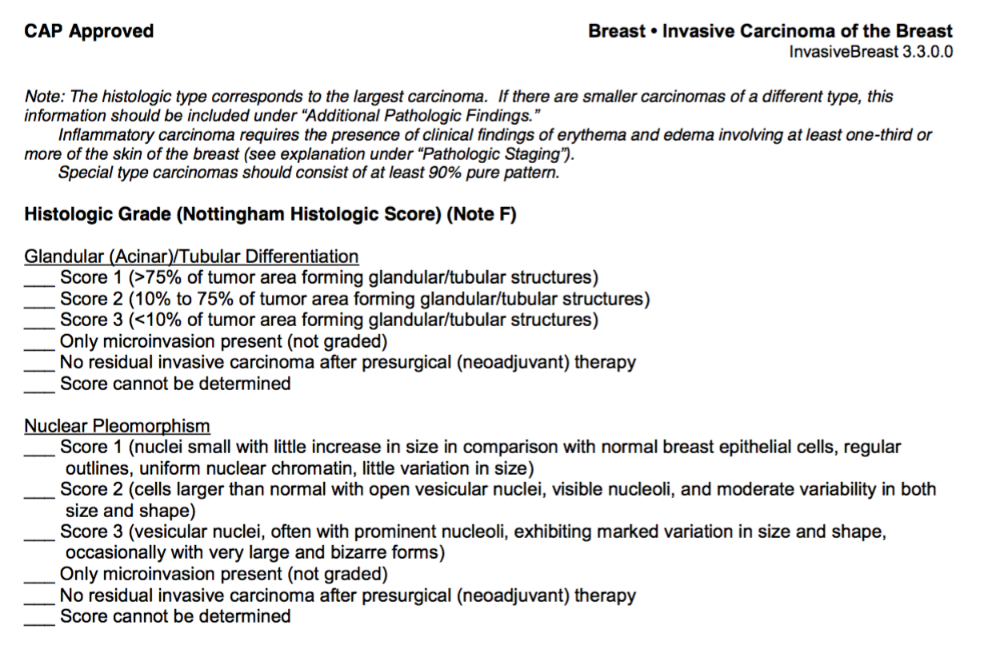 CAP Approved
Breast • Invasive Carcinoma of the Breast
InvasiveBreast 3.3.0.0
Note: The histologic type corresponds to the largest carcinoma.  If there are smaller carcinomas of a different type, this
information should be included under “Additional Pathologic Findings.”
Inflammatory carcinoma requires the presence of clinical findings of erythema and edema involving at least one-third or
more of the skin of the breast (see explanation under “Pathologic Staging”).
Special type carcinomas should consist of at least 90% pure pattern.
Histologic Grade (Nottingham Histologic Score) (Note F)
Glandular (Acinar)/Tubular Differentiation
___ Score 1 (>75% of tumor area forming glandular/tubular structures)
___ Score 2 (10% to 75% of tumor area forming glandular/tubular structures)
___ Score 3 (<10% of tumor area forming glandular/tubular structures)
___ Only microinvasion present (not graded)
___ No residual invasive carcinoma after presurgical (neoadjuvant) therapy
___ Score cannot be determined
Nuclear Pleomorphism
___ Score 1 (nuclei small with little increase in size in comparison with normal breast epithelial cells, regular
outlines, uniform nuclear chromatin, little variation in size)
___ Score 2 (cells larger than normal with open vesicular nuclei, visible nucleoli, and moderate variability in both
size and shape)
___ Score 3 (vesicular nuclei, often with prominent nucleoli, exhibiting marked variation in size and shape,
occasionally with very large and bizarre forms)
___ Only microinvasion present (not graded)
___ No residual invasive carcinoma after presurgical (neoadjuvant) therapy
___ Score cannot be determined